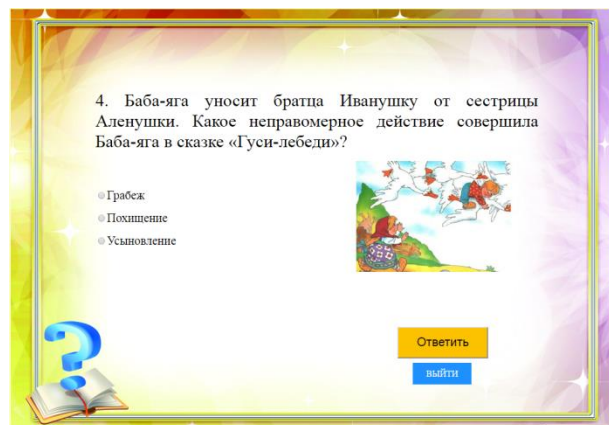 4. Баба-яга уносит братца Иванушку от сестрицы
Аленушки. Какое неправомерное действие совершила
Баба-яга в сказке «Гуси-лебеди»?
Грабеж
Похищение
Усыновление
Ответить
выйти